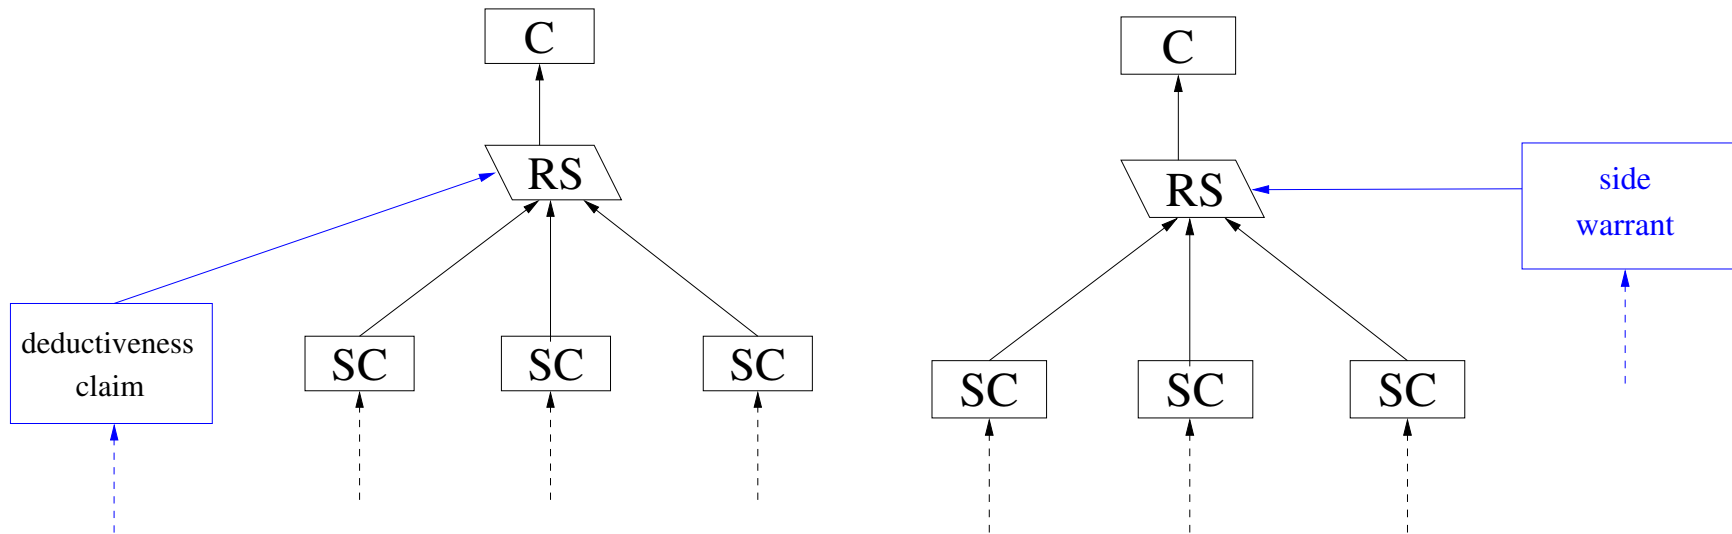 C
RS
deductiveness
claim
SC
SC
SC
C
RS
side
warrant
SC
SC
SC